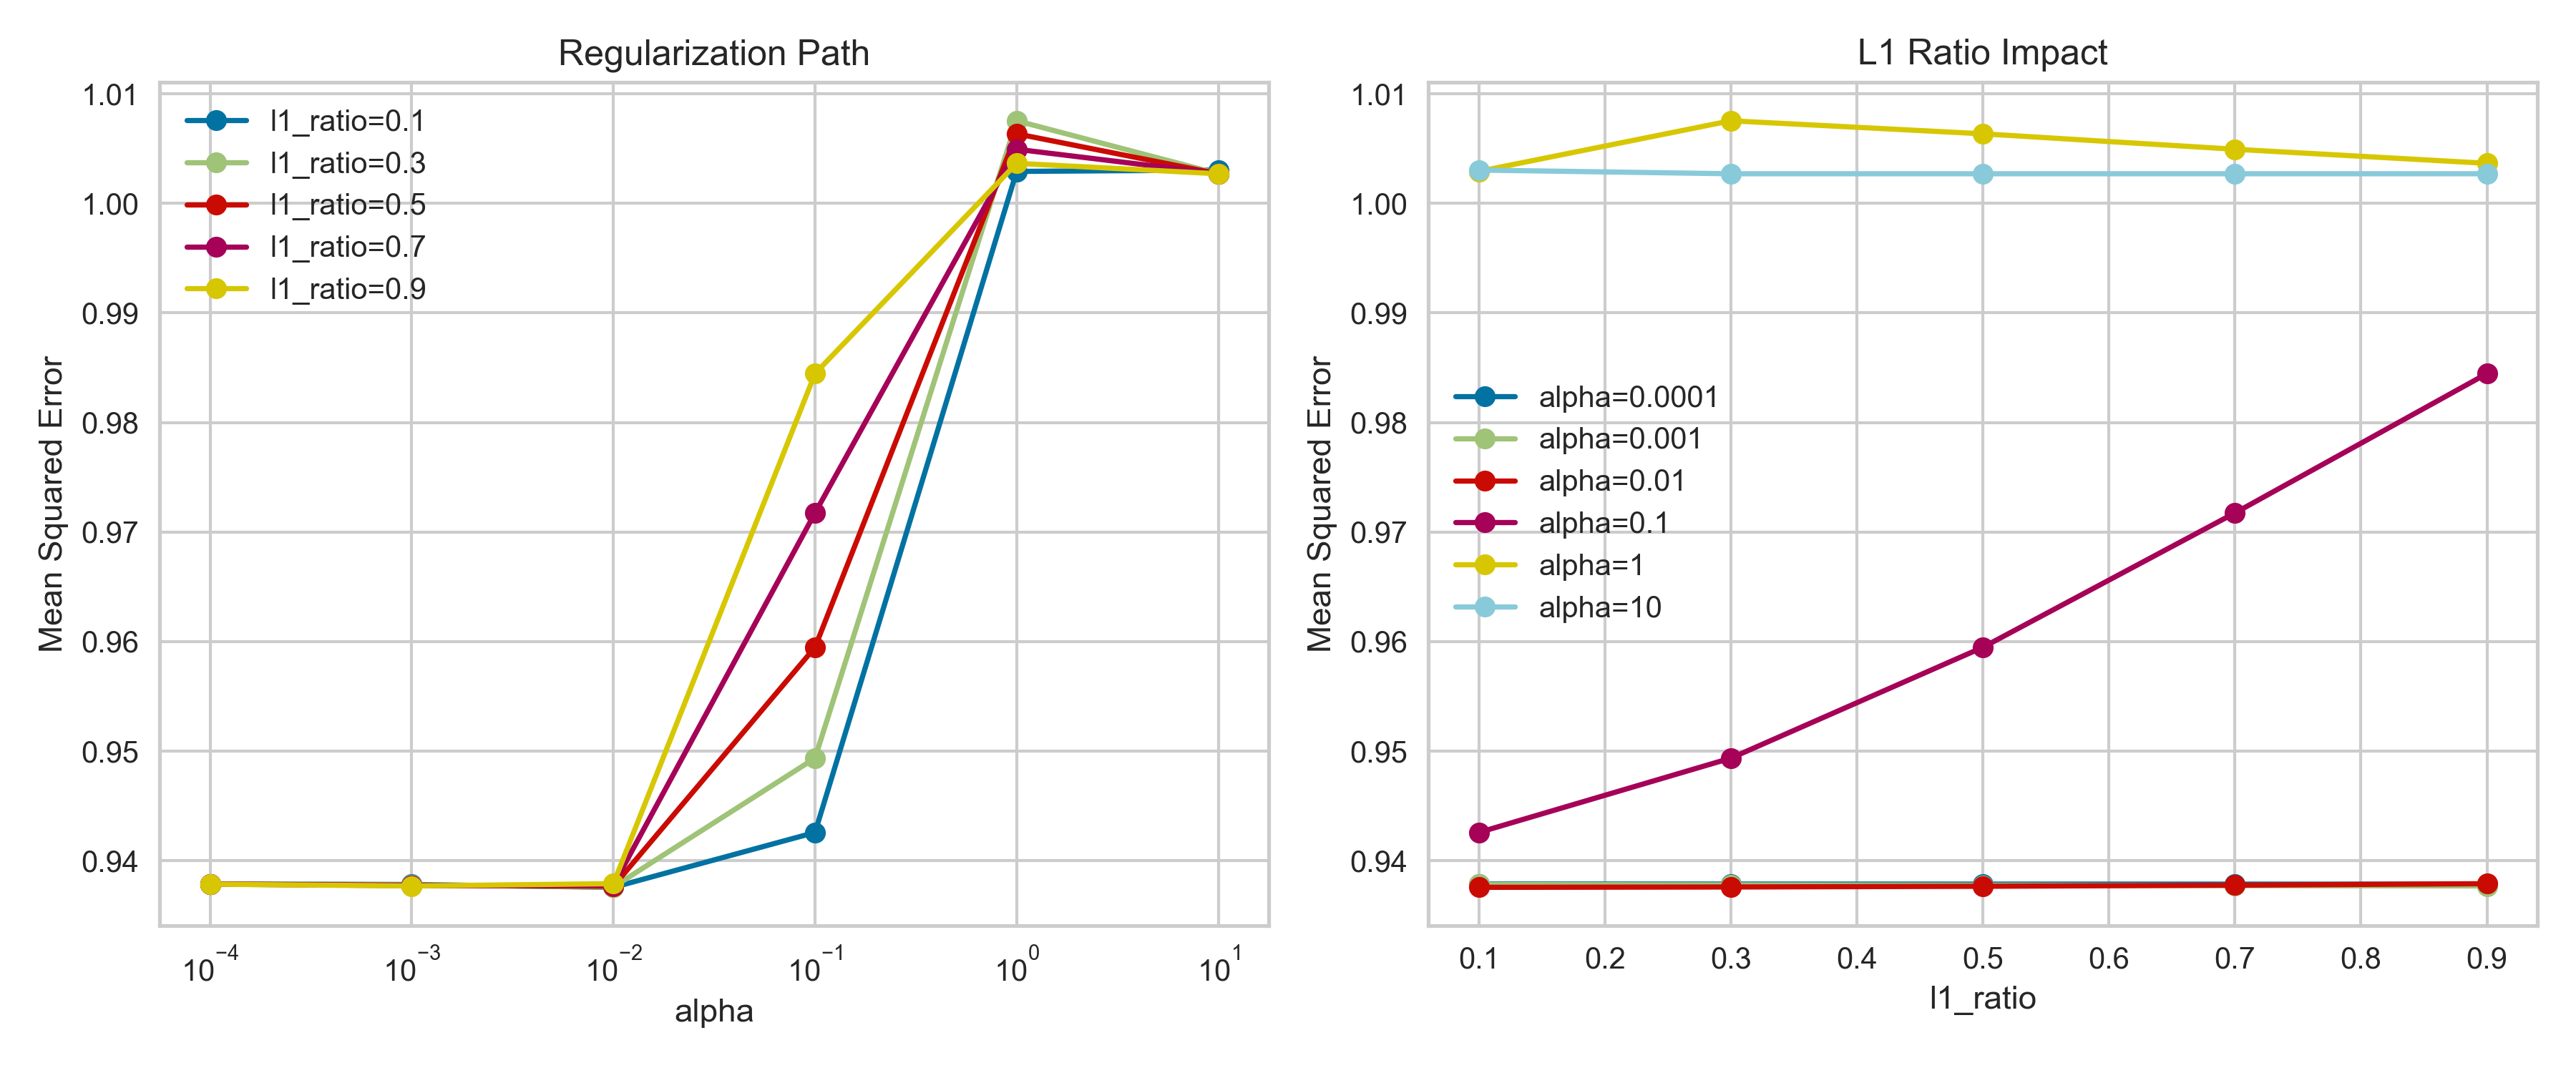 Regularization Path
1.01
1.00
0.99
0.98
0.97
0.96
0.95
0.94
Mean Squared Error
l1_ratio=0.1
l1_ratio=0.3
l1_ratio=0.5
l1_ratio=0.7
l1_ratio=0.9
10⁻⁴ 10⁻³ 10⁻² 10⁻¹ 10⁰ 10¹
alpha
L1 Ratio Impact
1.01
1.00
0.99
0.98
0.97
0.96
0.95
0.94
Mean Squared Error
alpha=0.0001
alpha=0.001
alpha=0.01
alpha=0.1
alpha=1
alpha=10
0.1 0.2 0.3 0.4 0.5 0.6 0.7 0.8 0.9
l1_ratio